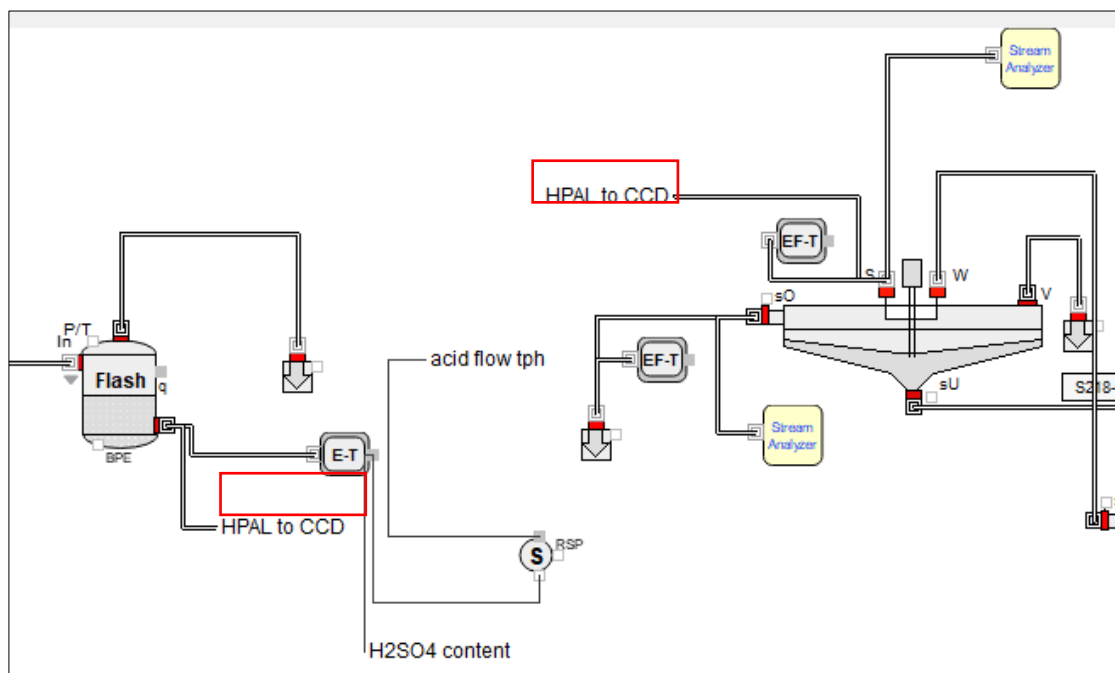 Stream
Analyzer
HPAL to CCD
EF-T
S
W
V
sO
P/T
In
Flash
q
BPE
acid flow tph
EF-T
sU
S218-
Stream
Analyzer
E-T
HPAL to CCD
S
RSP
H2SO4 content